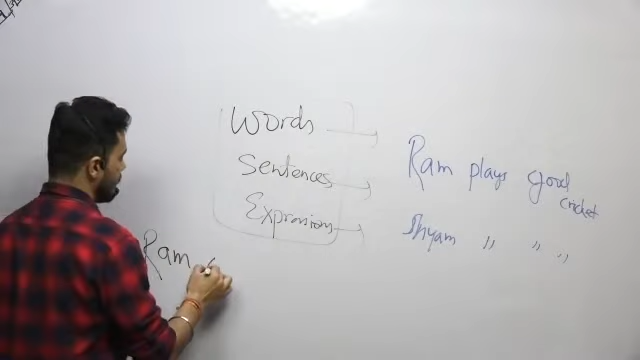 Words
Sentences
Expression
Ram plays good
cricket
Shyam " " "
Ram